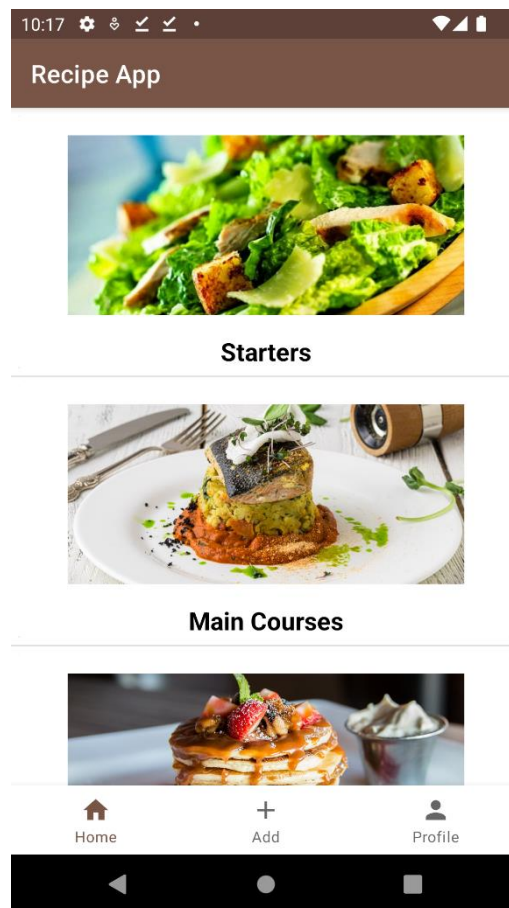 10:17
Recipe App
Starters
Main Courses
Home
Add
Profile